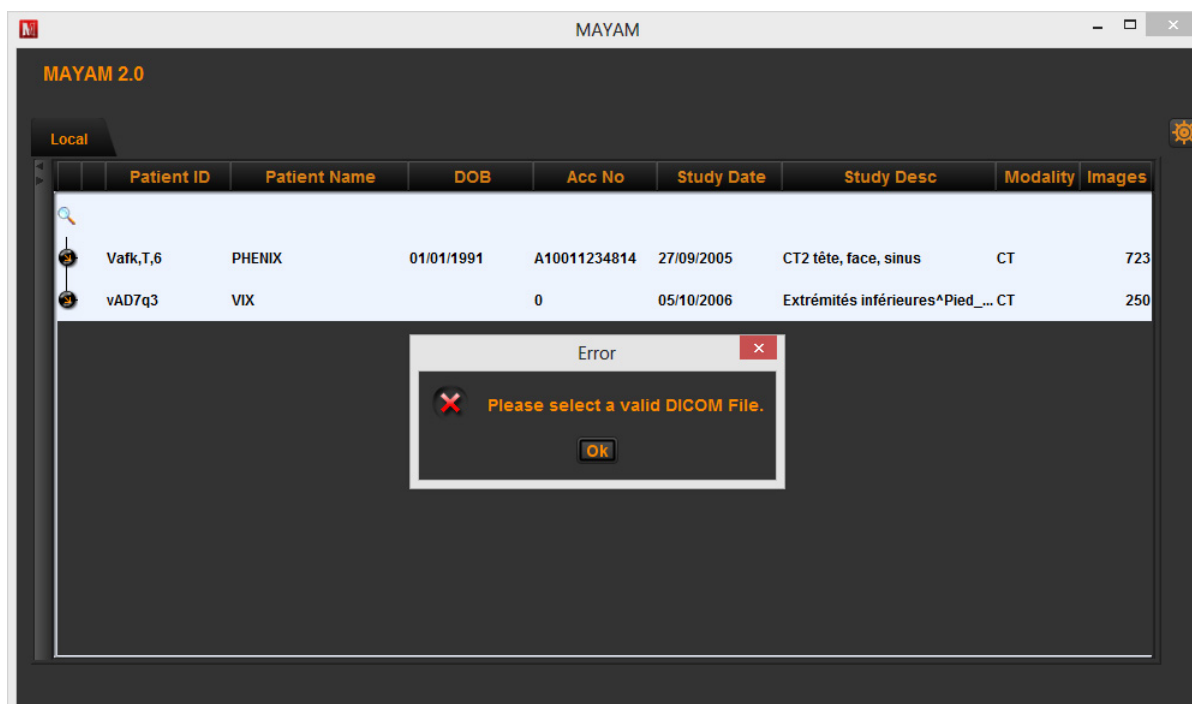 MAYAM
MAYAM 2.0
Local
Patient ID Patient Name DOB Acc No Study Date Study Desc Modality Images
Vafk,T,6 PHENIX 01/01/1991 A10011234814 27/09/2005 CT2 tête, face, sinus CT 723
vAD7q3 VIX 0 05/10/2006 Extrémités inférieures^Pied_... CT 250
Error
Please select a valid DICOM File.
Ok